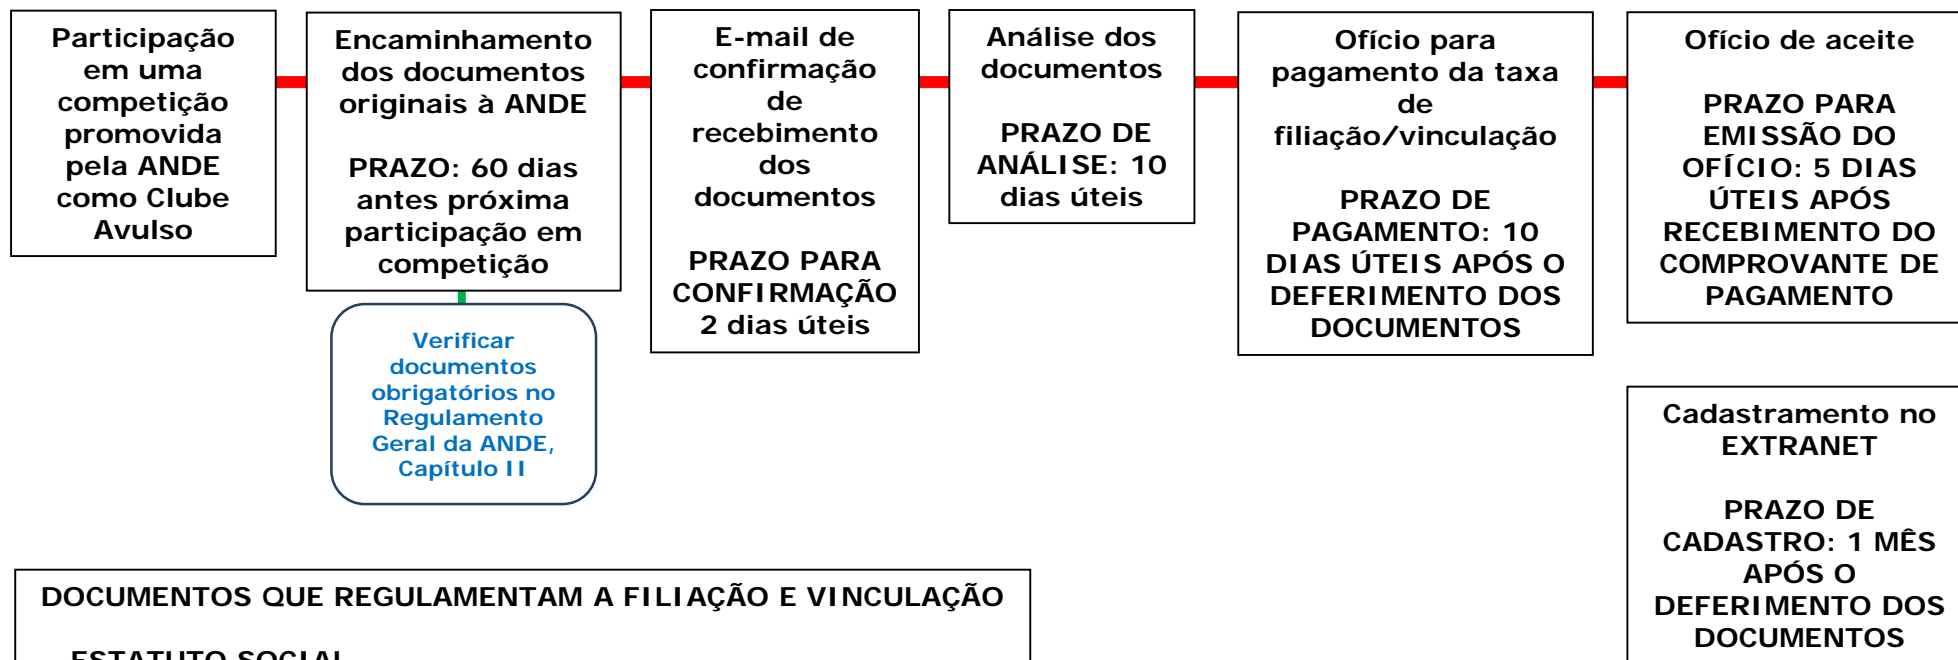 Participação
em uma
competição
promovida
pela ANDE
como Clube
Avulso
Encaminhamento
dos documentos
originais à ANDE
PRAZO: 60 dias
antes próxima
participação em
competição
Verificar
documentos
obrigatórios no
Regulamento
Geral da ANDE,
Capítulo II
E-mail de
confirmação
de
recebimento
dos
documentos
PRAZO PARA
CONFIRMAÇÃO
2 dias úteis
Análise dos
documentos
PRAZO DE
ANÁLISE: 10
dias úteis
Ofício para
pagamento da taxa
de
filiação/vinculação
PRAZO DE
PAGAMENTO: 10
DIAS ÚTEIS APÓS O
DEFERIMENTO DOS
DOCUMENTOS
Ofício de aceite
PRAZO PARA
EMISSÃO DO
OFÍCIO: 5 DIAS
ÚTEIS APÓS
RECEBIMENTO DO
COMPROVANTE DE
PAGAMENTO
Cadastramento no
EXTRANET
PRAZO DE
CADASTRO: 1 MÊS
APÓS O
DEFERIMENTO DOS
DOCUMENTOS
DOCUMENTOS QUE REGULAMENTAM A FILIAÇÃO E VINCULAÇÃO
ESTATUTO SOCIAL